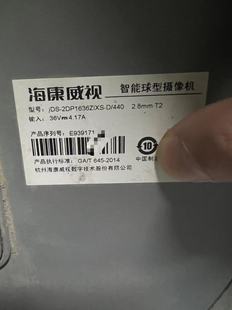 海康威视 智能球型摄像机
型号：iDS-2DP1636ZIXS-D/440 2.8mm T2
输入：36V⎓4.17A
产品序列号：E939171
10
中国制
产品执行标准：GA/T 645-2014
杭州海康威视数字技术股份有限公司